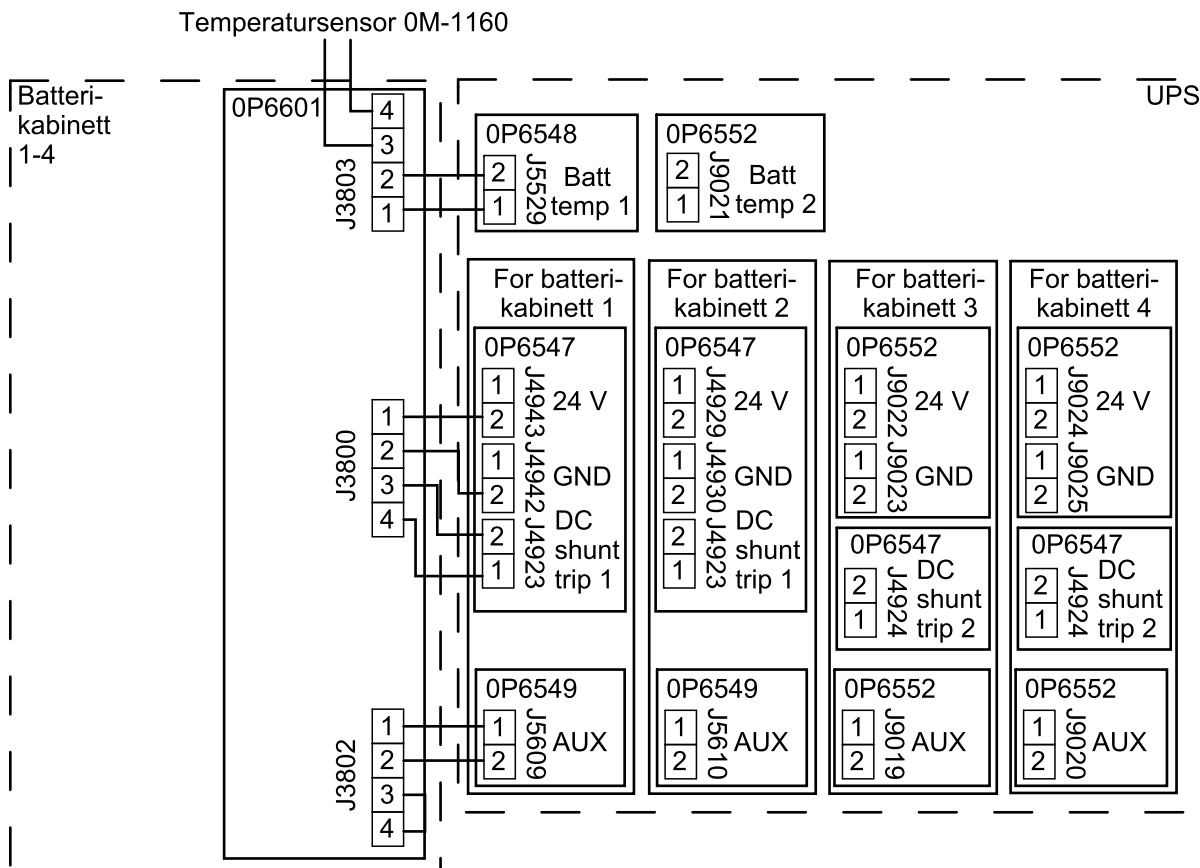 Temperatursensor 0M-1160
Batteri-
kabinett
1-4
0P6601
UPS
4
3
2
1
J3803
0P6548
2
1
J5529
Batt
temp 1
0P6552
2
1
J9021
Batt
temp 2
1
2
3
4
J3800
For batteri-
kabinett 1
0P6547
1
2
J4943
24 V
1
2
J4942
GND
2
1
J4923
DC
shunt
trip 1
0P6549
1
2
J5609
AUX
For batteri-
kabinett 2
0P6547
1
2
J4929
24 V
1
2
J4930
GND
2
1
J4923
DC
shunt
trip 1
0P6549
1
2
J5610
AUX
For batteri-
kabinett 3
0P6552
1
2
J9022
24 V
1
2
J9023
GND
0P6547
2
1
J4924
DC
shunt
trip 2
0P6552
1
2
J9019
AUX
For batteri-
kabinett 4
0P6552
1
2
J9024
24 V
1
2
J9025
GND
0P6547
2
1
J4924
DC
shunt
trip 2
0P6552
1
2
J9020
AUX
1
2
3
4
J3802